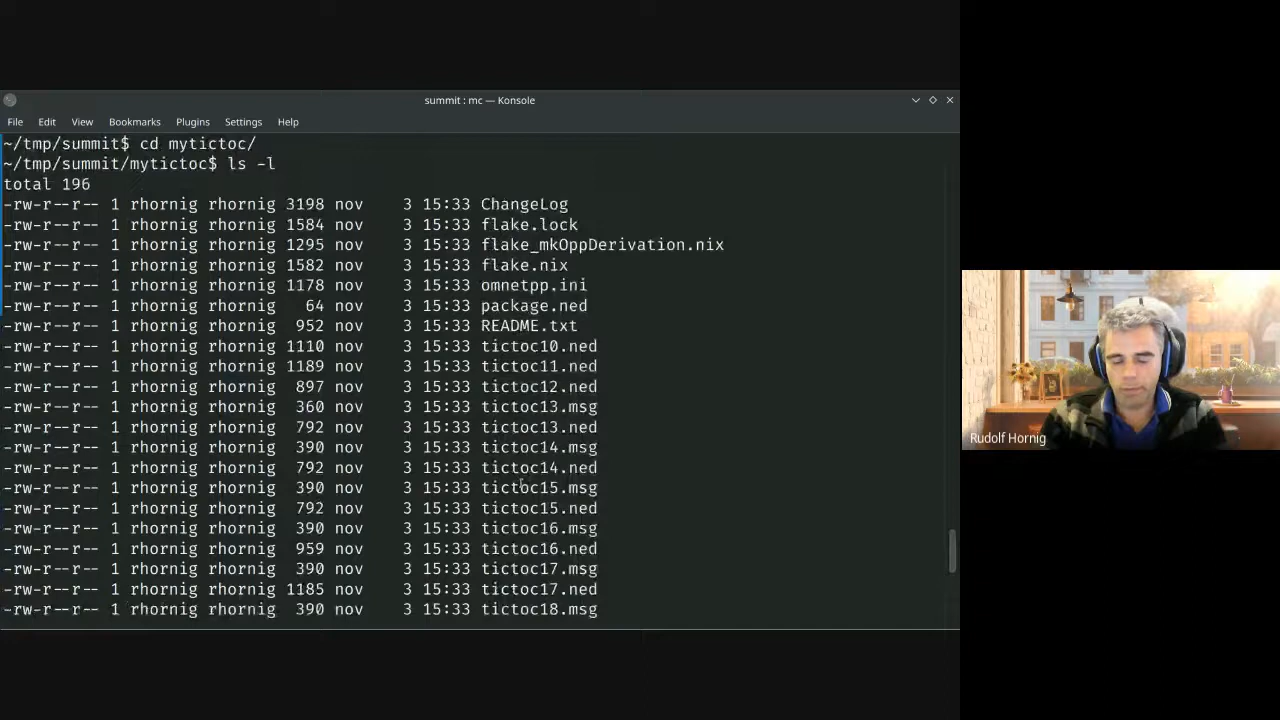 summit : mc — Konsole
File Edit View Bookmarks Plugins Settings Help
~/tmp/summit$ cd mytictoc/
~/tmp/summit/mytictoc$ ls -l
total 196
-rw-r--r-- 1 rhornig rhornig 3198 nov 3 15:33 ChangeLog
-rw-r--r-- 1 rhornig rhornig 1584 nov 3 15:33 flake.lock
-rw-r--r-- 1 rhornig rhornig 1295 nov 3 15:33 flake_mkOppDerivation.nix
-rw-r--r-- 1 rhornig rhornig 1582 nov 3 15:33 flake.nix
-rw-r--r-- 1 rhornig rhornig 1178 nov 3 15:33 omnetpp.ini
-rw-r--r-- 1 rhornig rhornig 64 nov 3 15:33 package.ned
-rw-r--r-- 1 rhornig rhornig 952 nov 3 15:33 README.txt
-rw-r--r-- 1 rhornig rhornig 1110 nov 3 15:33 tictoc10.ned
-rw-r--r-- 1 rhornig rhornig 1189 nov 3 15:33 tictoc11.ned
-rw-r--r-- 1 rhornig rhornig 897 nov 3 15:33 tictoc12.ned
-rw-r--r-- 1 rhornig rhornig 360 nov 3 15:33 tictoc13.msg
-rw-r--r-- 1 rhornig rhornig 792 nov 3 15:33 tictoc13.ned
-rw-r--r-- 1 rhornig rhornig 390 nov 3 15:33 tictoc14.msg
-rw-r--r-- 1 rhornig rhornig 792 nov 3 15:33 tictoc14.ned
-rw-r--r-- 1 rhornig rhornig 390 nov 3 15:33 tictoc15.msg
-rw-r--r-- 1 rhornig rhornig 792 nov 3 15:33 tictoc15.ned
-rw-r--r-- 1 rhornig rhornig 390 nov 3 15:33 tictoc16.msg
-rw-r--r-- 1 rhornig rhornig 959 nov 3 15:33 tictoc16.ned
-rw-r--r-- 1 rhornig rhornig 390 nov 3 15:33 tictoc17.msg
-rw-r--r-- 1 rhornig rhornig 1185 nov 3 15:33 tictoc17.ned
-rw-r--r-- 1 rhornig rhornig 390 nov 3 15:33 tictoc18.msg
Rudolf Hornig